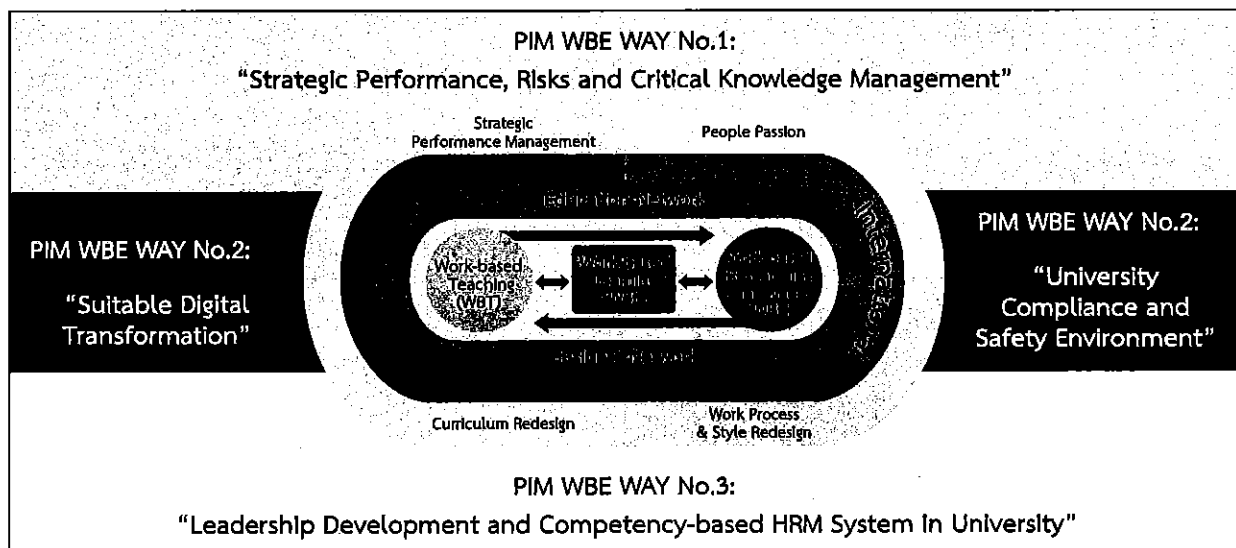 PIM WBE WAY No.1:
“Strategic Performance, Risks and Critical Knowledge Management”
Strategic
Performance Management
People Passion
PIM WBE WAY No.2:
“Suitable Digital
Transformation”
Work-based
Teaching
(WBT)
PIM WBE WAY No.2:
“University
Compliance and
Safety Environment”
Curriculum Redesign
Work Process
& Style Redesign
PIM WBE WAY No.3:
“Leadership Development and Competency-based HRM System in University”